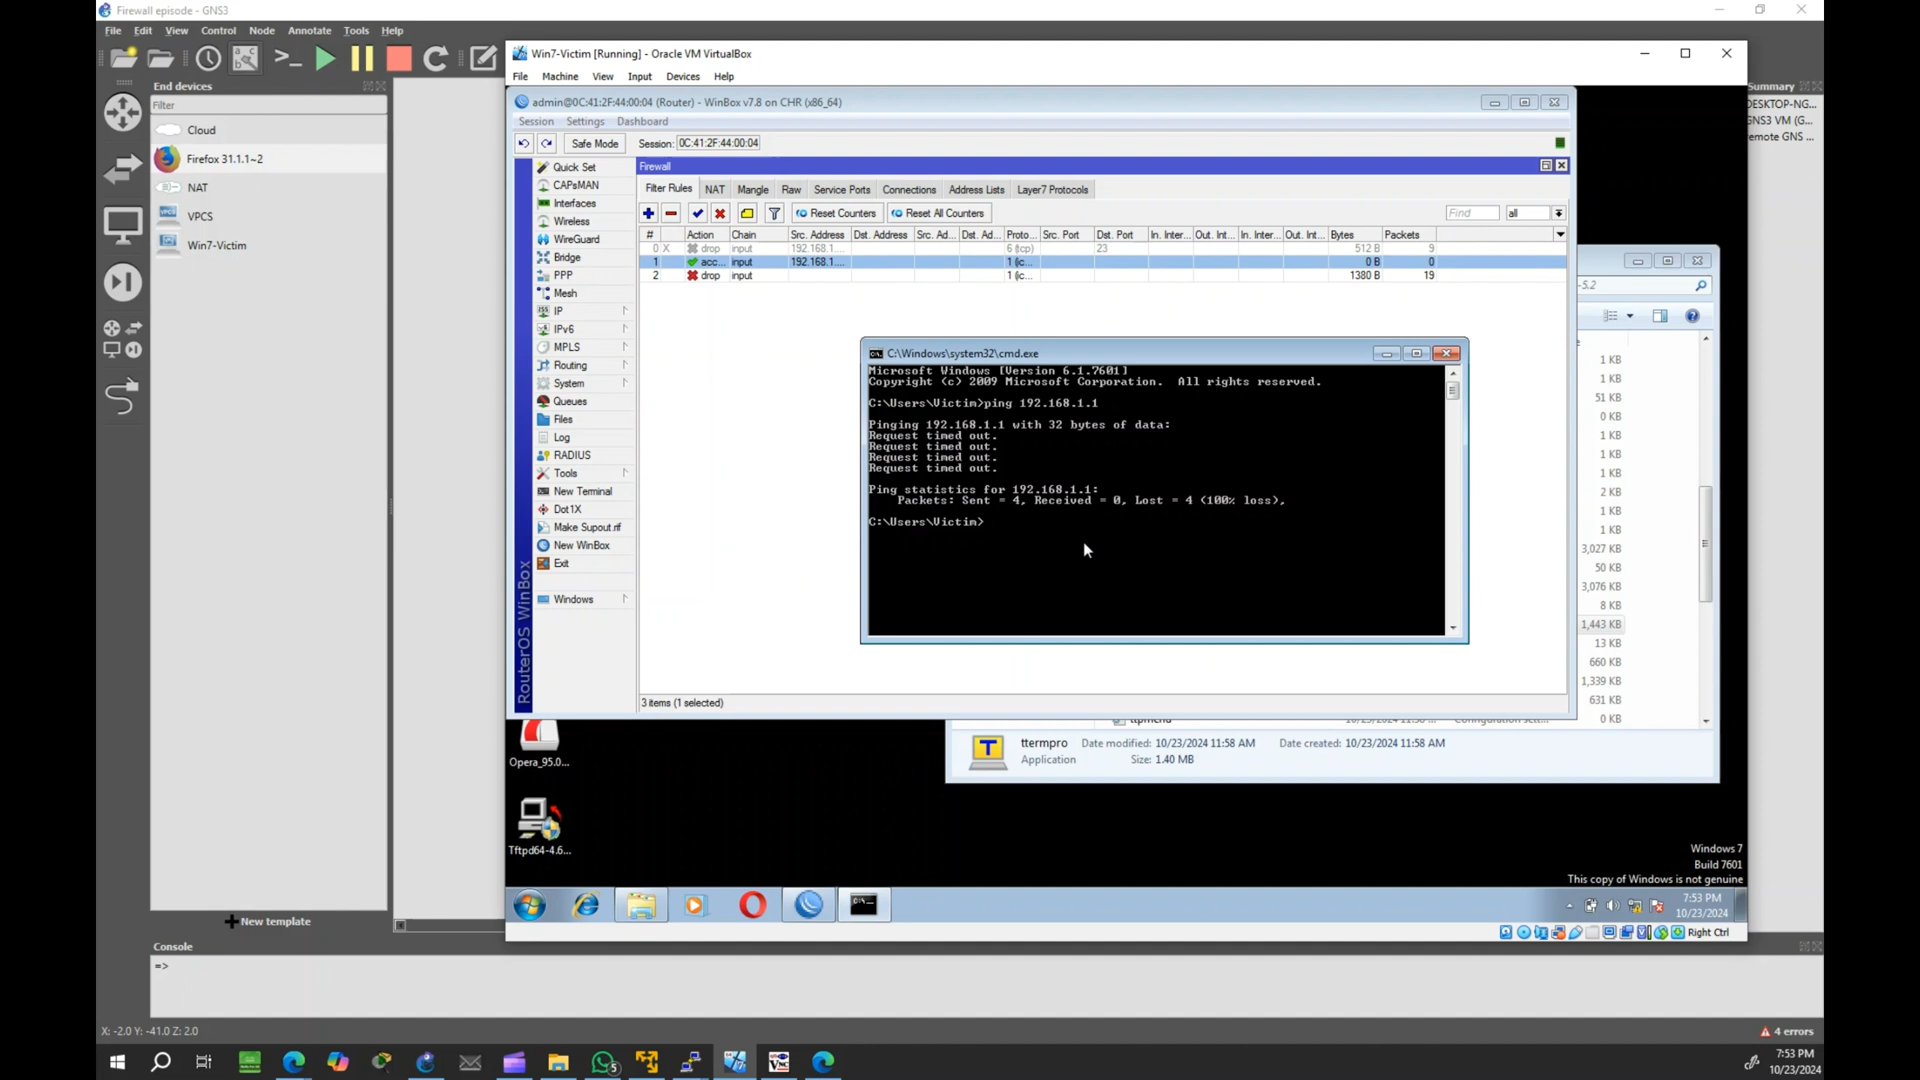 Firewall episode - GNS3
File Edit View Control Node Annotate Tools Help
End devices
Filter
Cloud
Firefox 31.1.1~2
NAT
VPCS
Win7-Victim
New template
Win7-Victim [Running] - Oracle VM VirtualBox
File Machine View Input Devices Help
admin@0C:41:2F:44:00:04 (Router) - WinBox v7.8 on CHR (x86_64)
Session Settings Dashboard
Safe Mode Session: 0C:41:2F:44:00:04
Quick Set
CAPsMAN
Interfaces
Wireless
WireGuard
Bridge
PPP
Mesh
IP
IPv6
MPLS
Routing
System
Queues
Files
Log
RADIUS
Tools
New Terminal
Dot1X
Make Supout.rif
New WinBox
Exit
Windows
RouterOS WinBox
Firewall
Filter Rules NAT Mangle Raw Service Ports Connections Address Lists Layer7 Protocols
Reset Counters Reset All Counters Find all
# Action Chain Src. Address Dst. Address Src. Ad... Dst. Ad... Proto... Src. Port Dst. Port In. Inter... Out. Int... In. Inter... Out. Int... Bytes Packets
0 X drop input 192.168.1.... 6 (tcp) 23 512 B 9
1 acc... input 192.168.1.... 1 (ic... 0 B 0
2 drop input 1 (ic... 1380 B 19
3 items (1 selected)
C:\Windows\system32\cmd.exe
Microsoft Windows [Version 6.1.7601]
Copyright (c) 2009 Microsoft Corporation. All rights reserved.
C:\Users\Victim>ping 192.168.1.1
Pinging 192.168.1.1 with 32 bytes of data:
Request timed out.
Request timed out.
Request timed out.
Request timed out.
Ping statistics for 192.168.1.1:
Packets: Sent = 4, Received = 0, Lost = 4 (100% loss),
C:\Users\Victim>
-5.2
1 KB
1 KB
51 KB
0 KB
1 KB
1 KB
1 KB
2 KB
1 KB
1 KB
3,027 KB
50 KB
3,076 KB
8 KB
1,443 KB
13 KB
660 KB
1,339 KB
631 KB
0 KB
ttermpro Date modified: 10/23/2024 11:58 AM Date created: 10/23/2024 11:58 AM
Application Size: 1.40 MB
Opera_95.0...
Tftpd64-4.6...
Windows 7
Build 7601
This copy of Windows is not genuine
7:53 PM
10/23/2024
Right Ctrl
Summary
DESKTOP-NG...
GNS3 VM (G...
emote GNS ...
Console
=>
X: -2.0 Y: -41.0 Z: 2.0
4 errors
5
7:53 PM
10/23/2024